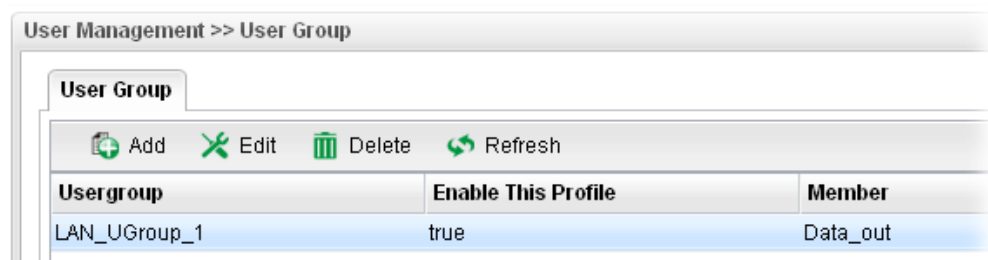 User Management >> User Group
User Group
Add Edit Delete Refresh
Usergroup Enable This Profile Member
LAN_UGroup_1 true Data_out